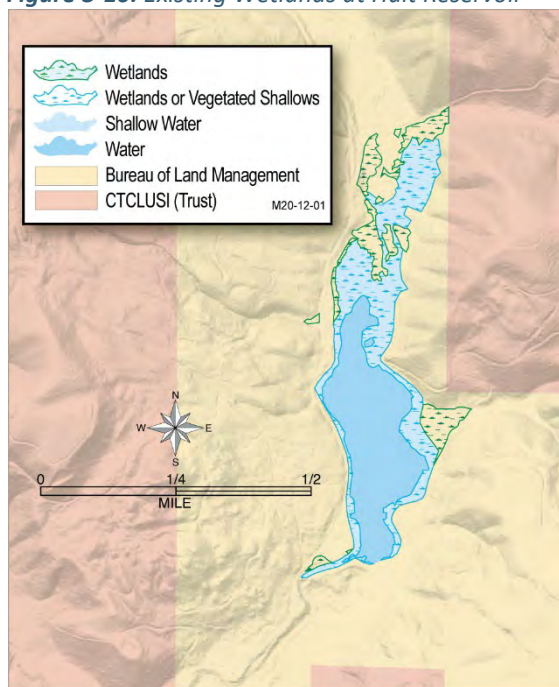 Figure 3-10. Existing Wetlands at Hult Reservoir
Wetlands
Wetlands or Vegetated Shallows
Shallow Water
Water
Bureau of Land Management
CTCLUSI (Trust)
M20-12-01
N
W E
S
0 1/4 1/2
MILE